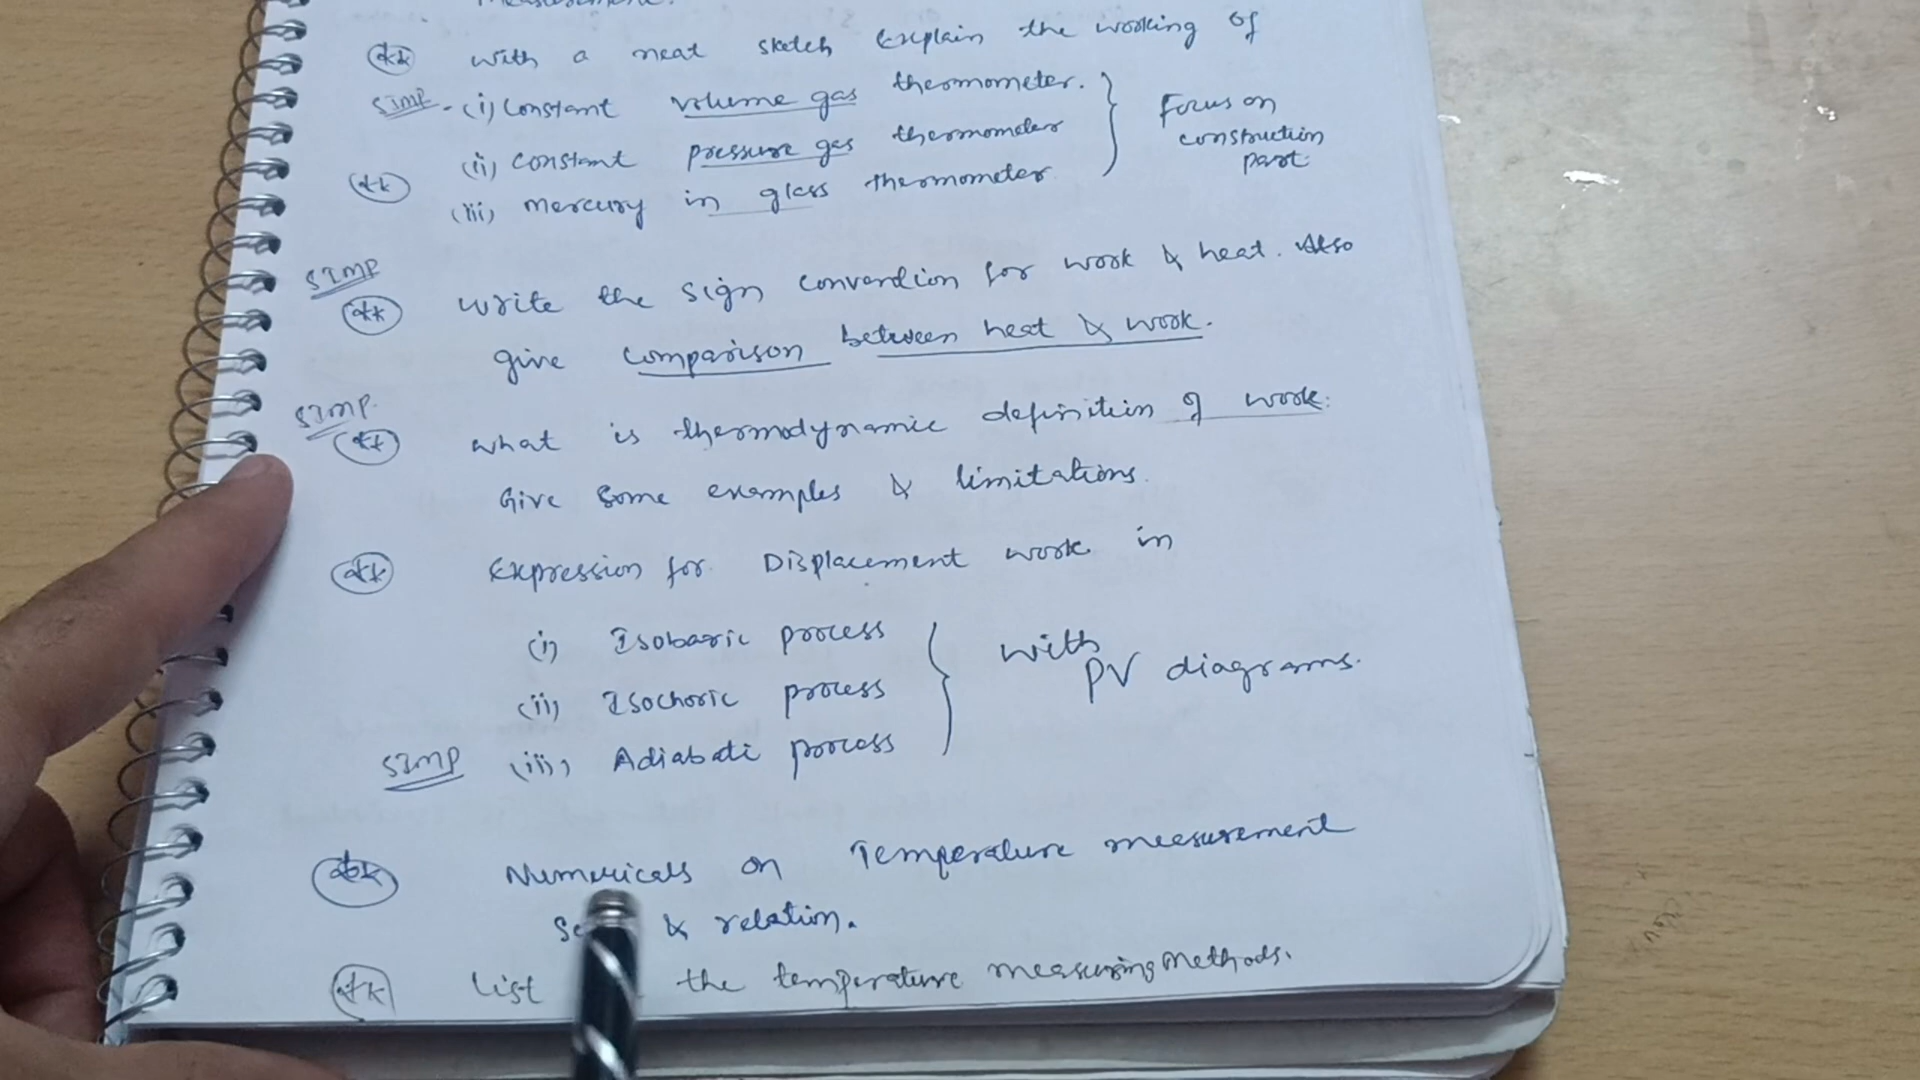 Measurement.
** with a neat sketch Explain the working of
SIMP - (i) Constant volume gas thermometer.
(ii) constant pressure gas thermometer
** (iii) mercury in glass thermometer
Focus on
construction
part.
SIMP
** Write the sign convention for work & heat. Also
give comparison between heat & work.
SIMP
** what is thermodynamic definition of work.
Give some examples & limitations.
** Expression for Displacement work in
(i) Isobaric process
(ii) Isochoric process
SIMP (iii) Adiabati process
with
PV diagrams.
** Numericals on Temperature measurement
& relation.
** List the temperature measuring methods.